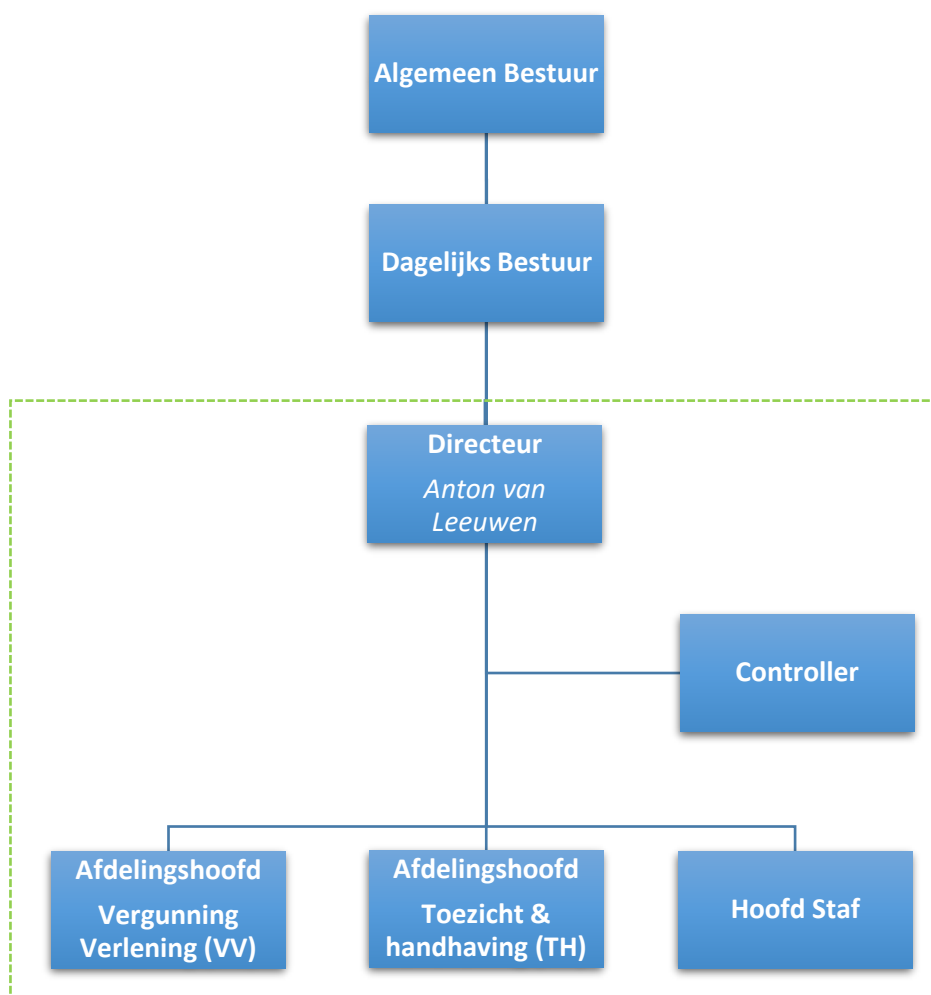 Algemeen Bestuur
Dagelijks Bestuur
Directeur
Anton van
Leeuwen
Controller
Afdelingshoofd
Vergunning
Verlening (VV)
Afdelingshoofd
Toezicht &
handhaving (TH)
Hoofd Staf